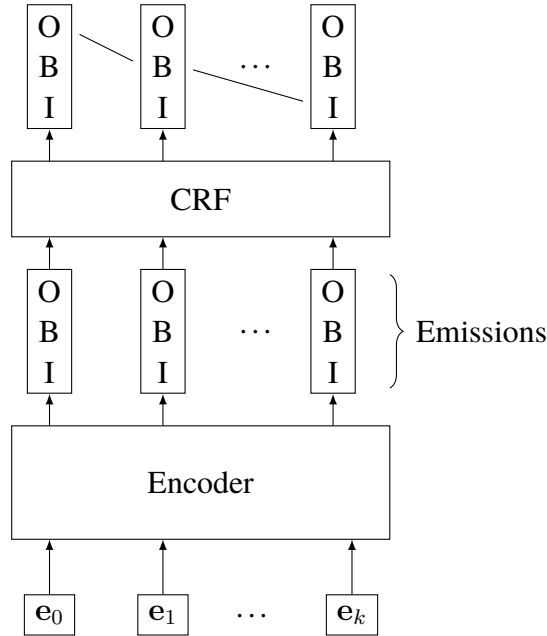 O O O
B B ⋯ B
I I I
CRF
O O O
B B ⋯ B Emissions
I I I
Encoder
e₀ e₁ ⋯ eₖ